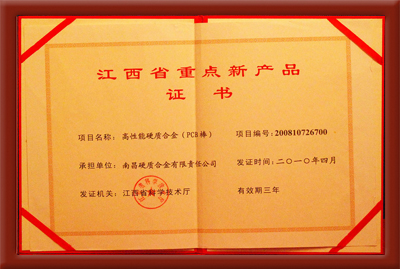 江西省重点新产品
证书
项目名称：高性能硬质合金（PCB棒） 项目编号：200810726700
承担单位：南昌硬质合金有限责任公司 发证时间：二〇一〇年四月
发证机关：江西省科学技术厅 有效期三年